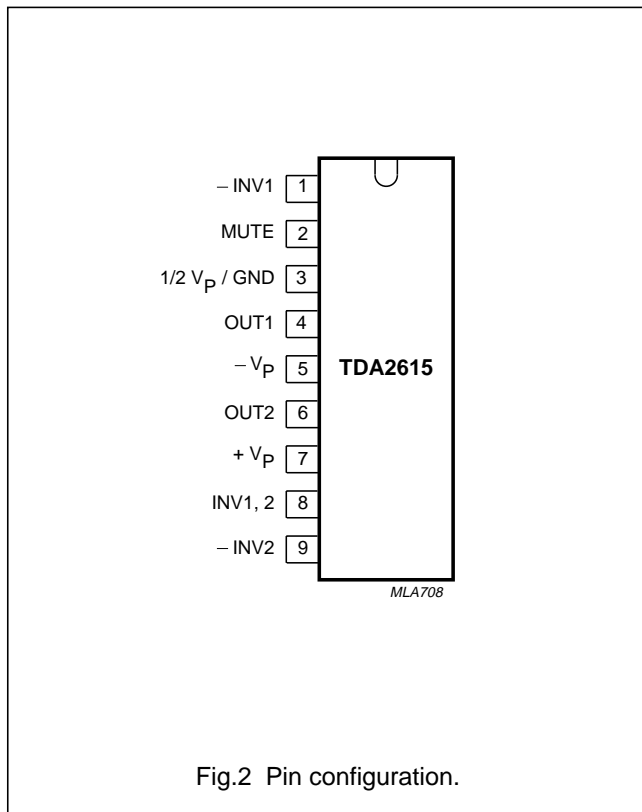 – INV1 1
MUTE 2
1/2 VP / GND 3
OUT1 4
– VP 5
OUT2 6
+ VP 7
INV1, 2 8
– INV2 9
TDA2615
MLA708
Fig.2 Pin configuration.